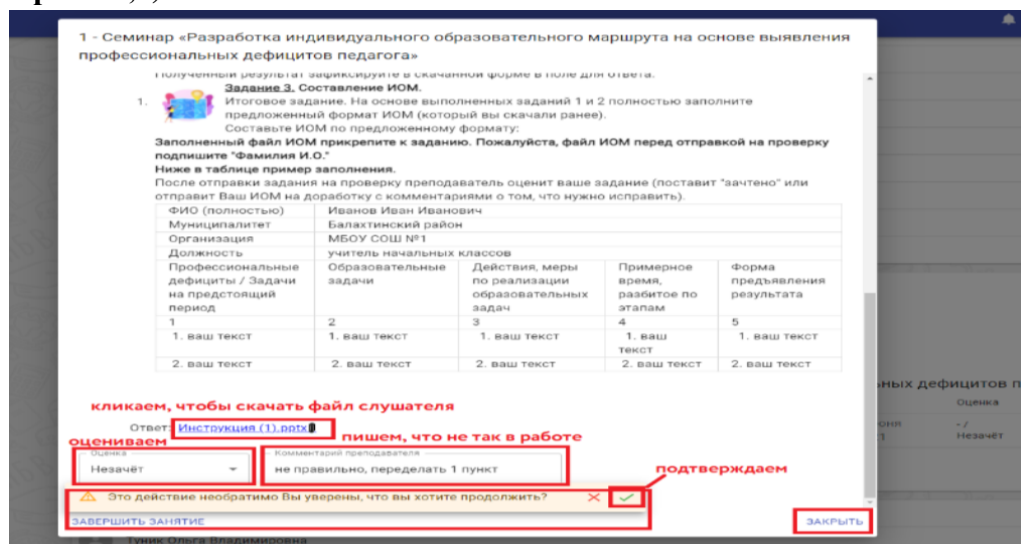 1 - Семинар «Разработка индивидуального образовательного маршрута на основе выявления
профессиональных дефицитов педагога»
Полученный результат зафиксируйте в скачанной форме в поле для ответа.
Задание 3. Составление ИОМ.
1. Итоговое задание. На основе выполненных заданий 1 и 2 полностью заполните
предложенный формат ИОМ (который вы скачали ранее).
Составьте ИОМ по предложенному формату:
Заполненный файл ИОМ прикрепите к заданию. Пожалуйста, файл ИОМ перед отправкой на проверку
подпишите "Фамилия И.О."
Ниже в таблице пример заполнения.
После отправки задания на проверку преподаватель оценит ваше задание (поставит "зачтено" или
отправит Ваш ИОМ на доработку с комментариями о том, что нужно исправить).
ФИО (полностью) Иванов Иван Иванович
Муниципалитет Балахтинский район
Организация МБОУ СОШ №1
Должность учитель начальных классов
Профессиональные Образовательные Действия, меры Примерное Форма
дефициты / Задачи задачи по реализации время, предъявления
на предстоящий образовательных разбитое по результата
период задач этапам
1 2 3 4 5
1. ваш текст 1. ваш текст 1. ваш текст 1. ваш 1. ваш текст
текст
2. ваш текст 2. ваш текст 2. ваш текст 2. ваш текст 2. ваш текст
ных дефицитов п
Оценка
- /
Незачёт
кликаем, чтобы скачать файл слушателя
Ответ: Инструкция (1).pptx
оцениваем
пишем, что не так в работе
Оценка Комментарий преподавателя
Незачёт не правильно, переделать 1 пункт
подтверждаем
Это действие необратимо Вы уверены, что вы хотите продолжить?
ЗАВЕРШИТЬ ЗАНЯТИЕ ЗАКРЫТЬ
Туник Ольга Владимировна